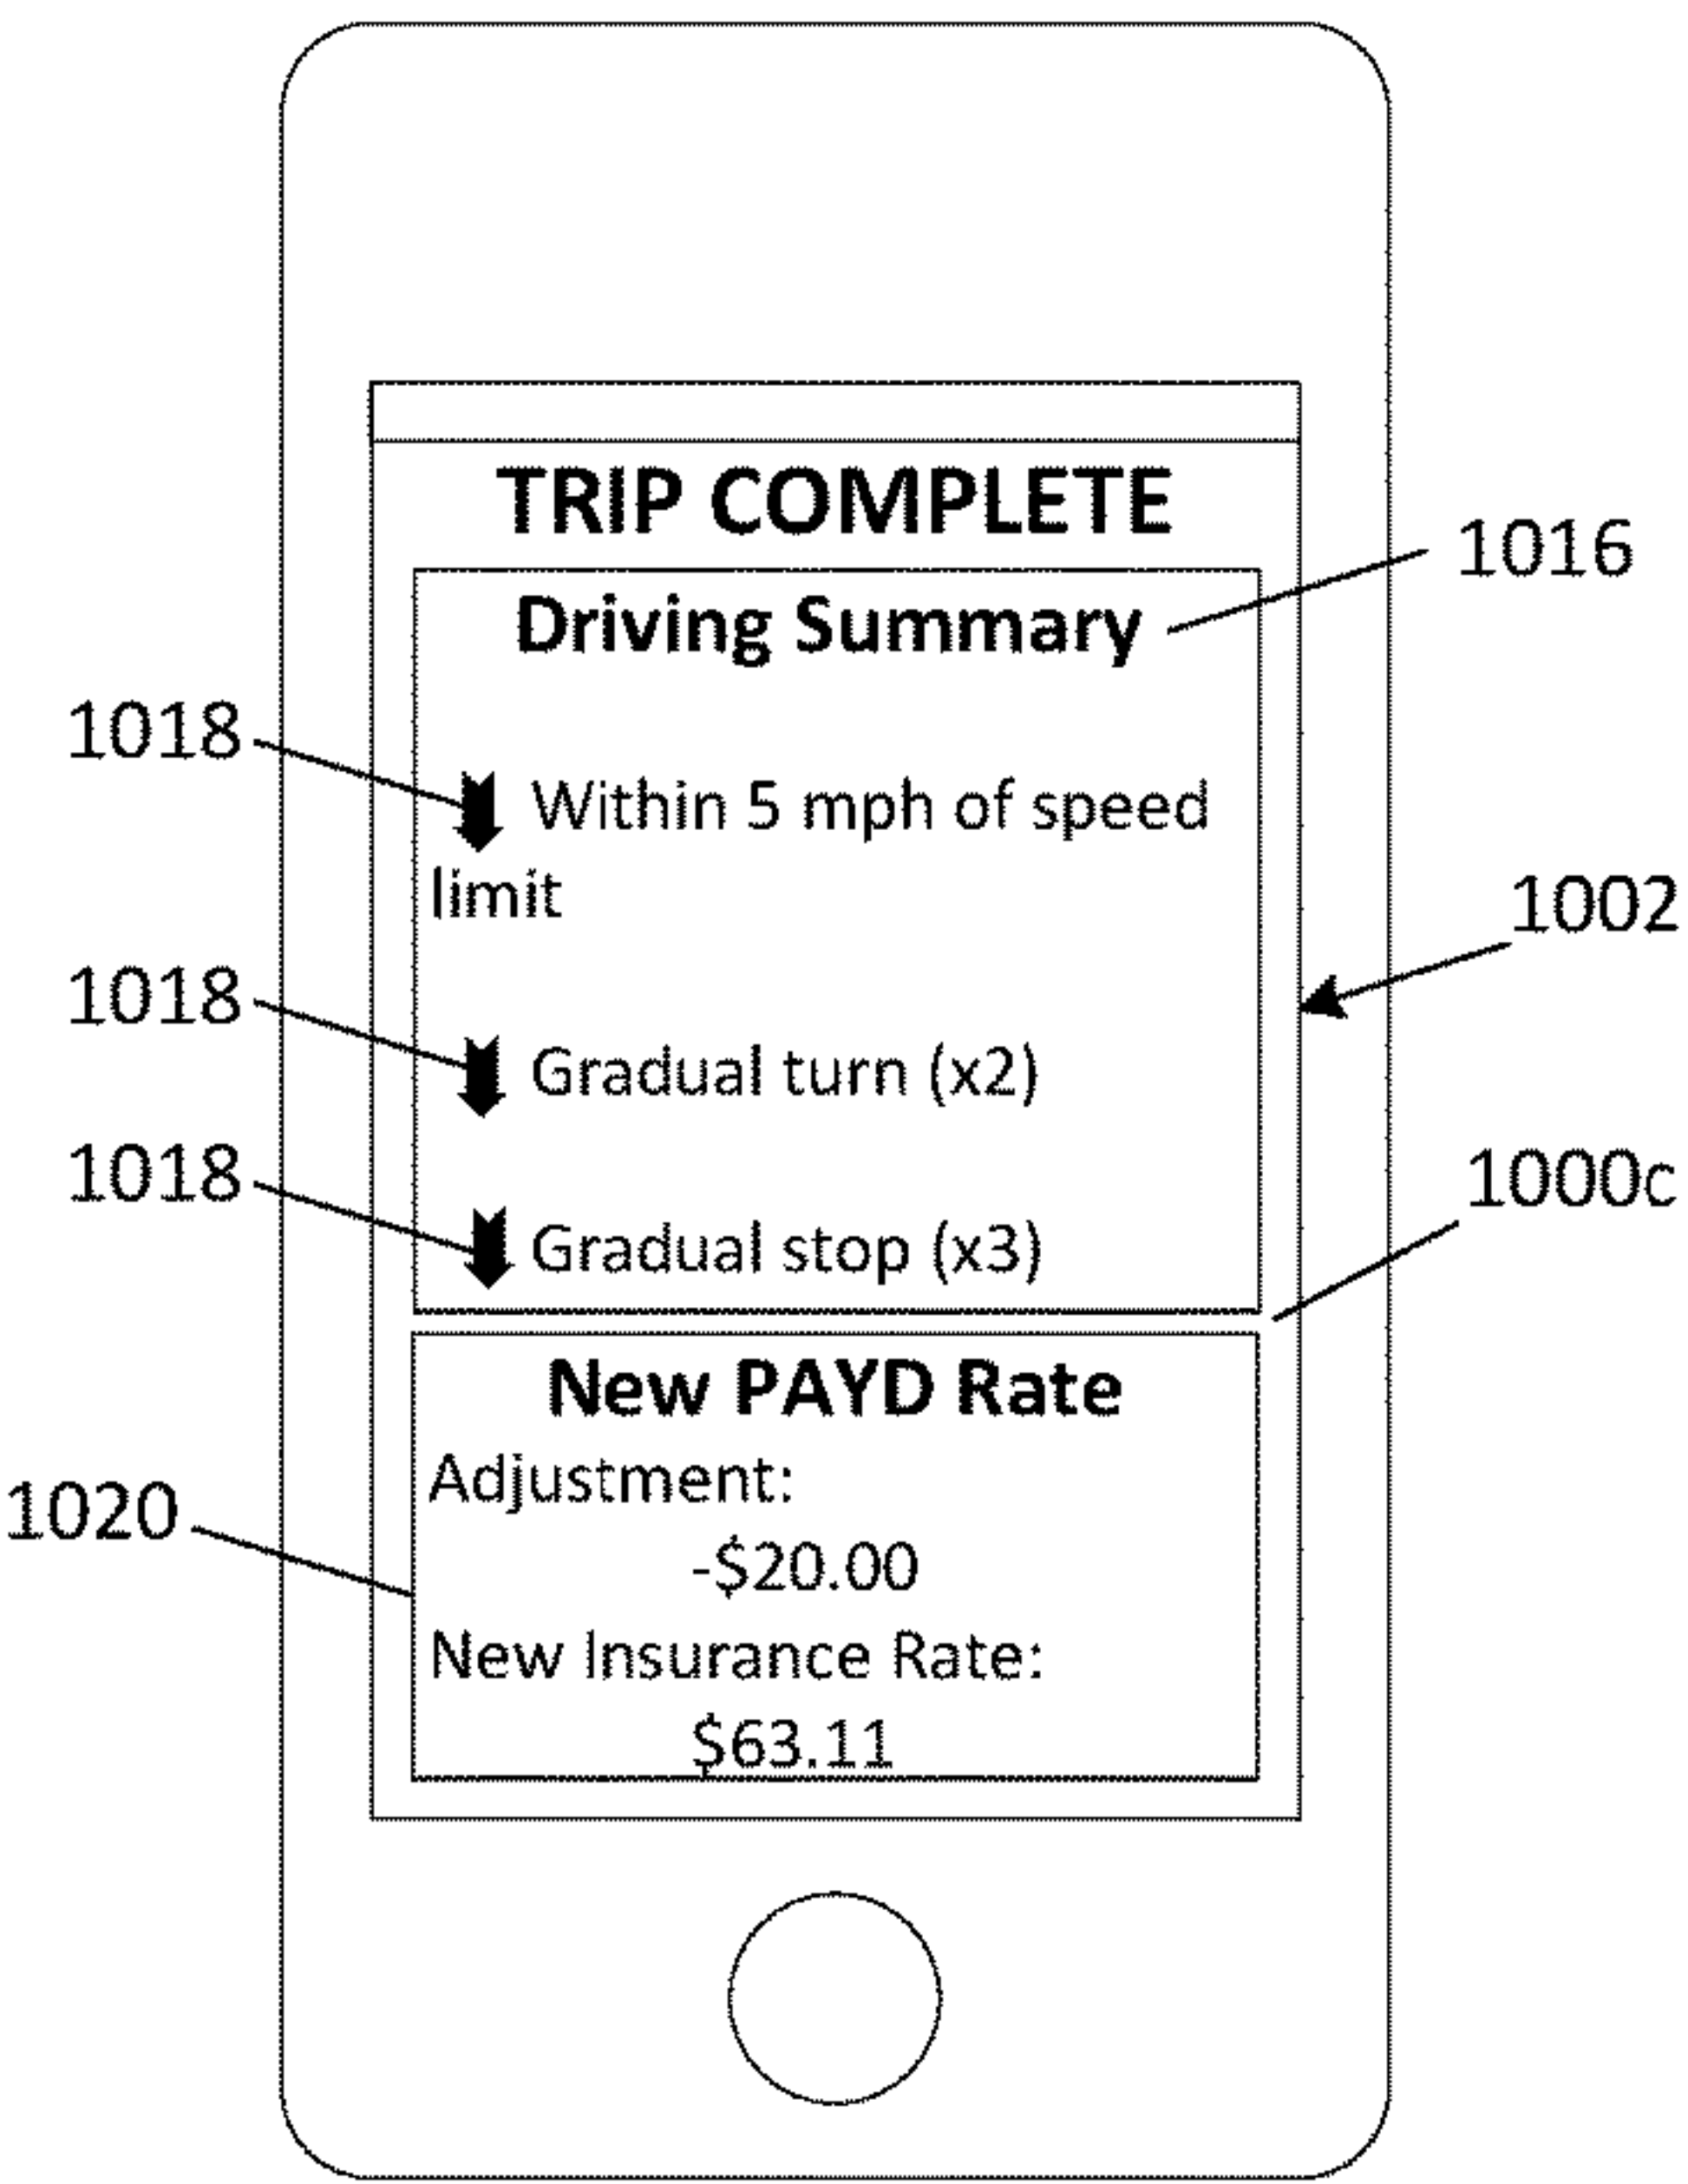 TRIP COMPLETE
1016
Driving Summary
1018
Within 5 mph of speed
limit
1002
1018
Gradual turn (x2)
1018
1000c
Gradual stop (x3)
New PAYD Rate
Adjustment:
1020
-$20.00
New Insurance Rate:
$63.11